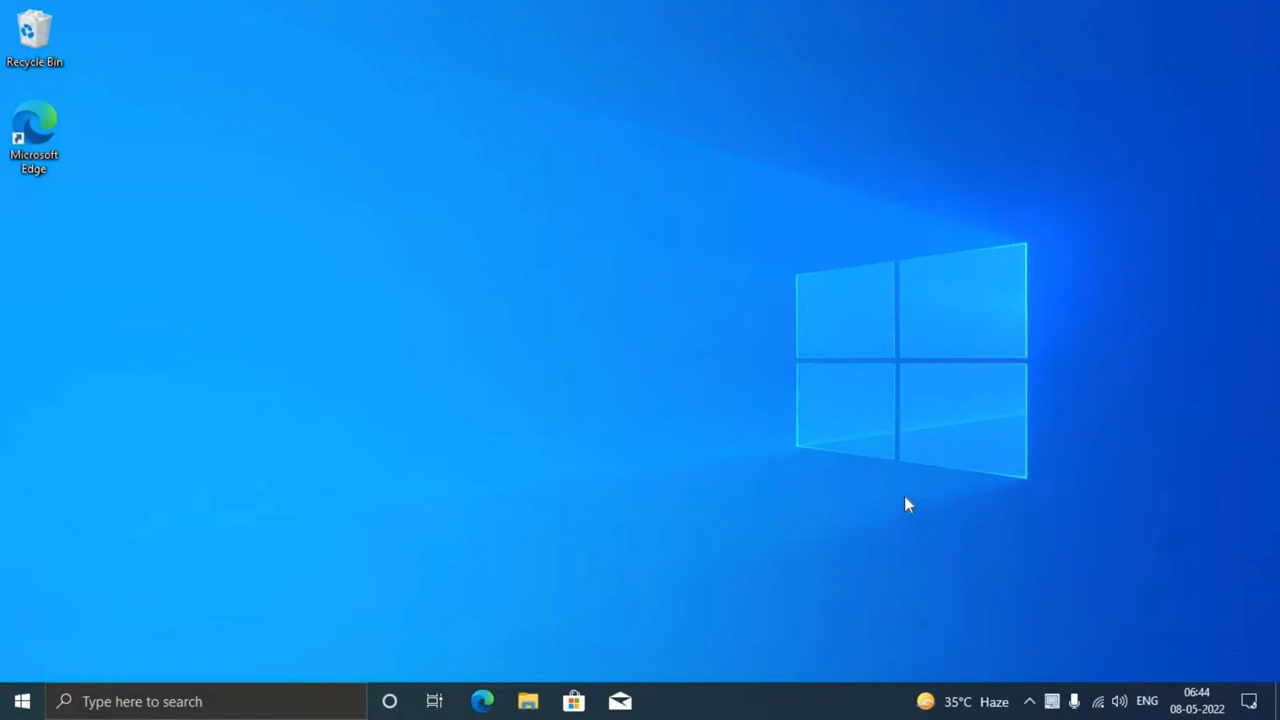 Recycle Bin
Microsoft
Edge
Type here to search
35°C Haze
ENG
06:44
08-05-2022